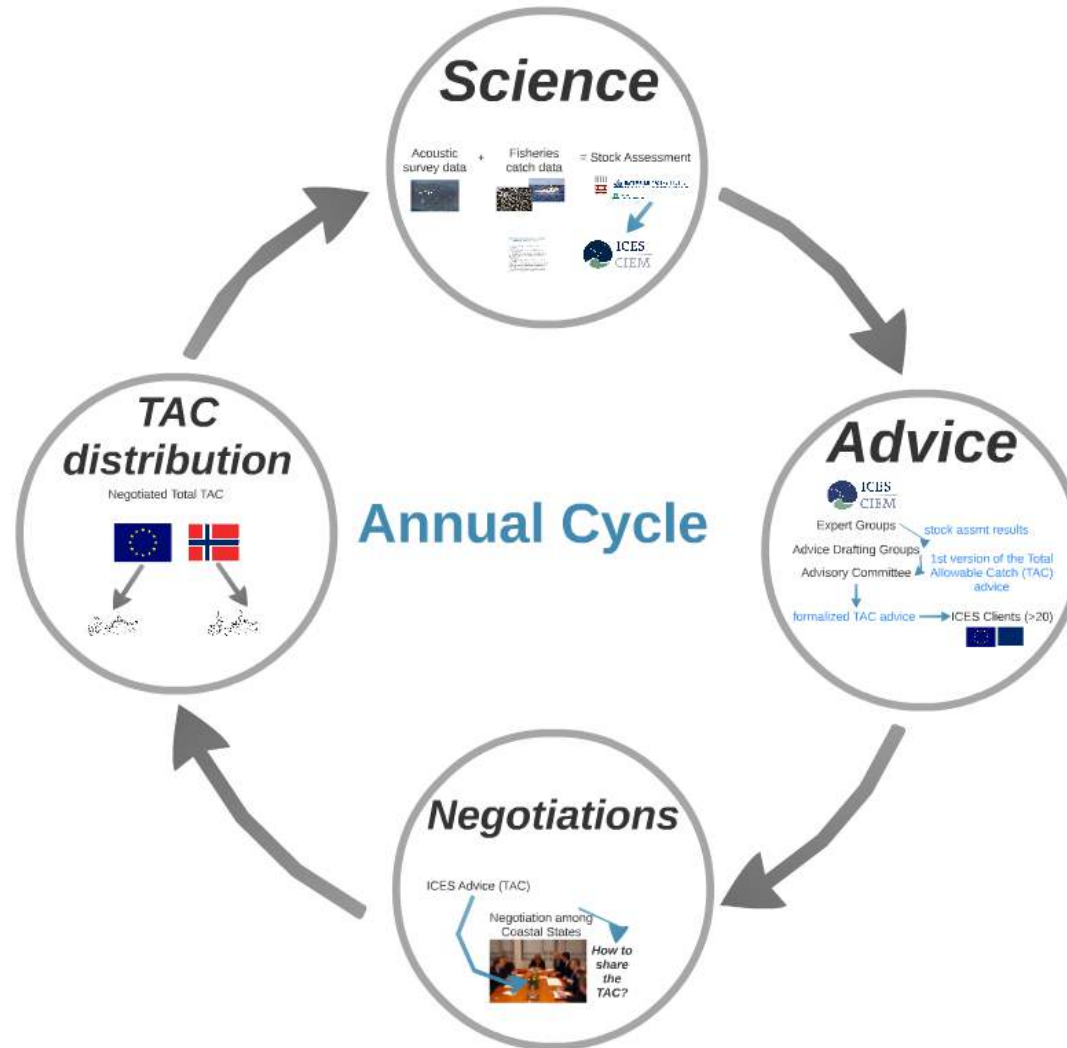 Science
Acoustic
survey data
+
Fisheries
catch data
= Stock Assessment
ICES
CIEM
Advice
ICES
CIEM
Expert Groups
stock assmt results
Advice Drafting Groups
1st version of the Total
Allowable Catch (TAC)
advice
Advisory Committee
formalized TAC advice
ICES Clients (>20)
TAC
distribution
Negotiated Total TAC
Annual Cycle
Negotiations
ICES Advice (TAC)
Negotiation among
Coastal States
How to
share
the
TAC?